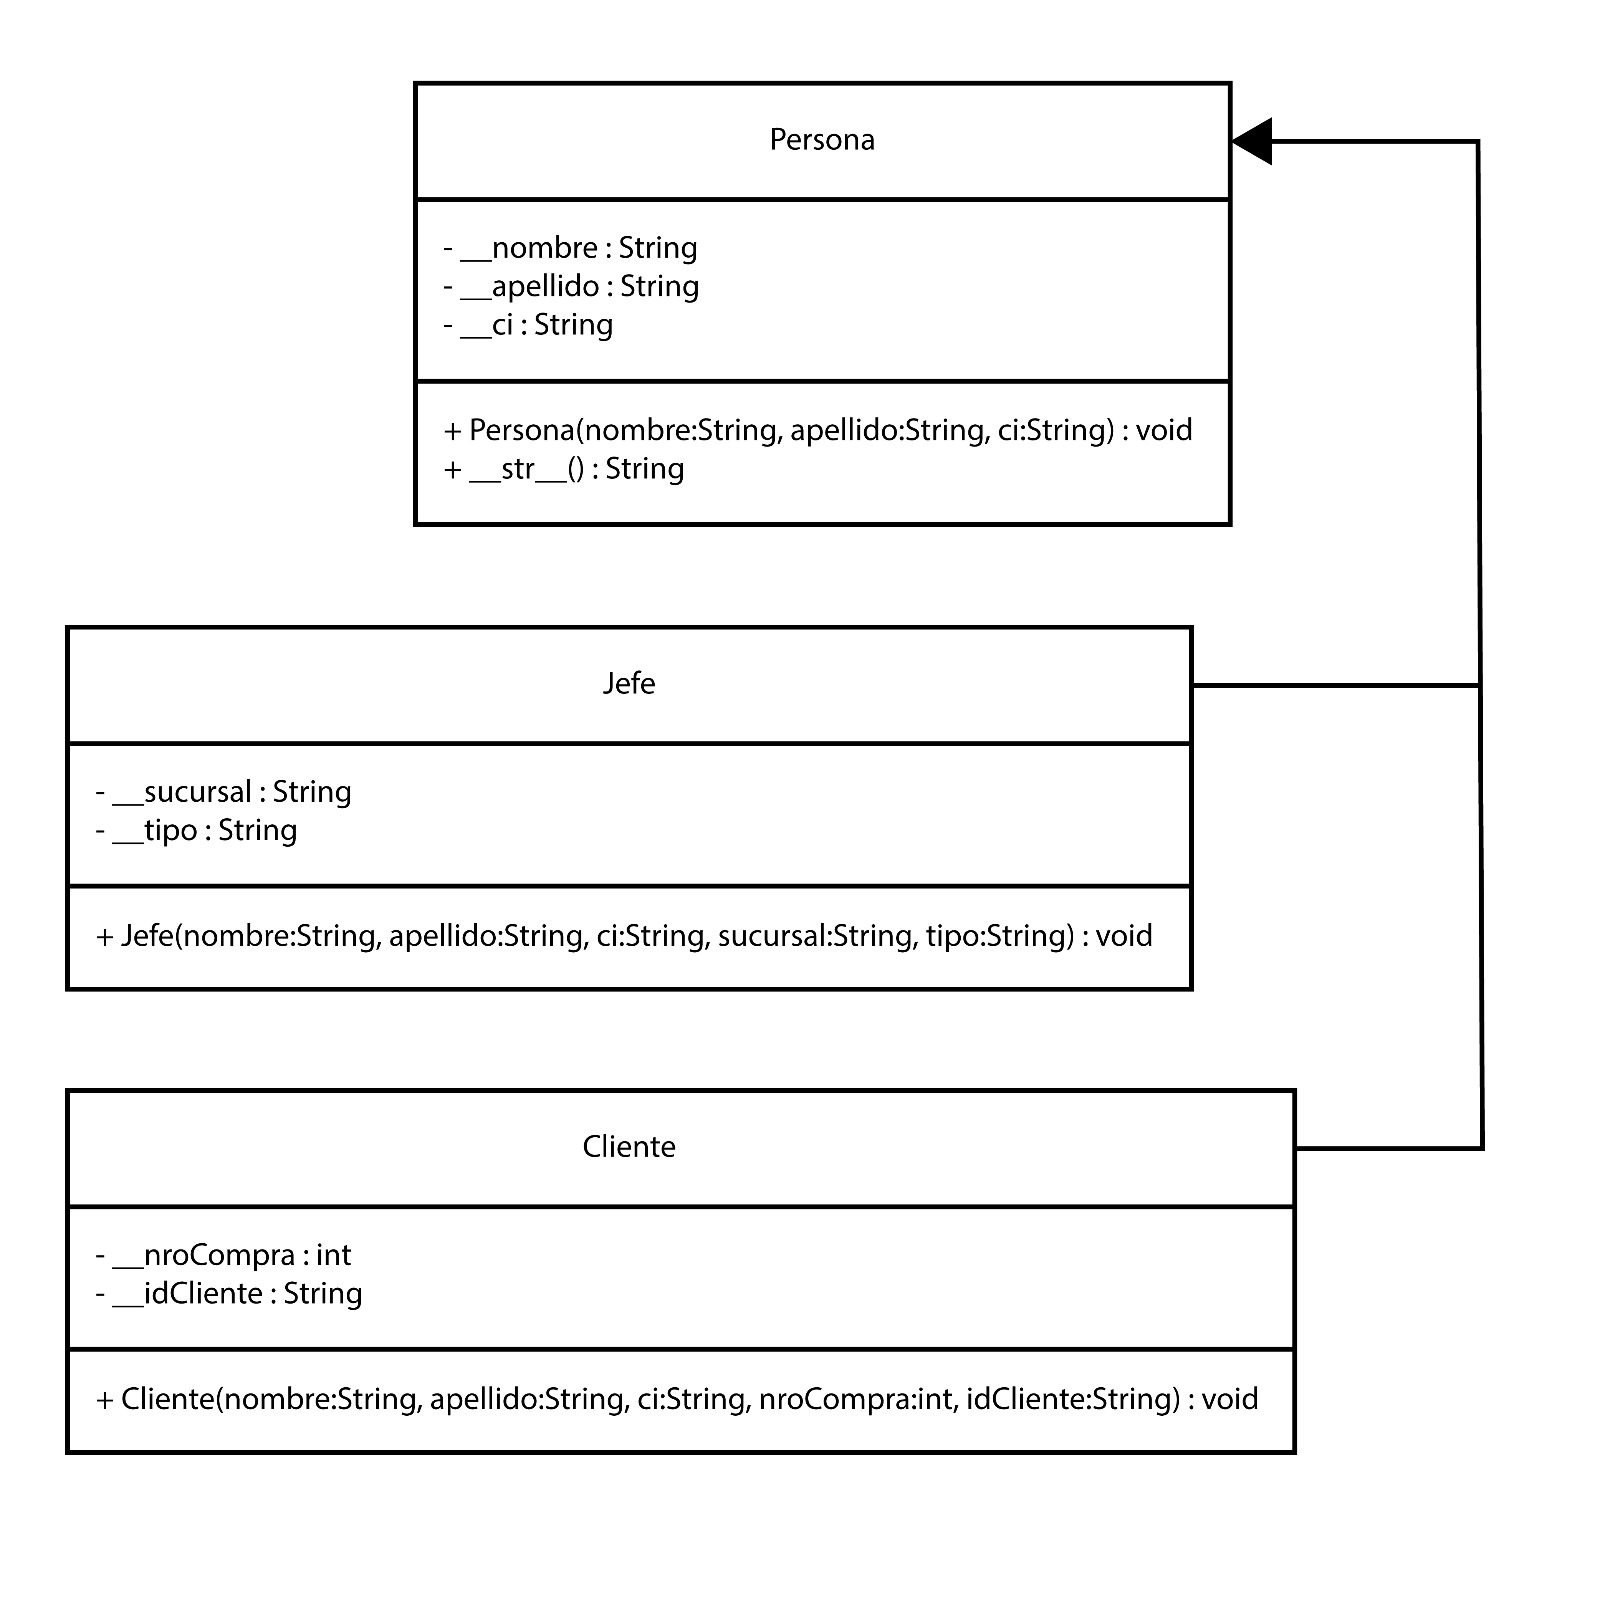 Persona
- __nombre : String
- __apellido : String
- __ci : String
+ Persona(nombre:String, apellido:String, ci:String) : void
+ __str__() : String
Jefe
- __sucursal : String
- __tipo : String
+ Jefe(nombre:String, apellido:String, ci:String, sucursal:String, tipo:String) : void
Cliente
- __nroCompra : int
- __idCliente : String
+ Cliente(nombre:String, apellido:String, ci:String, nroCompra:int, idCliente:String) : void